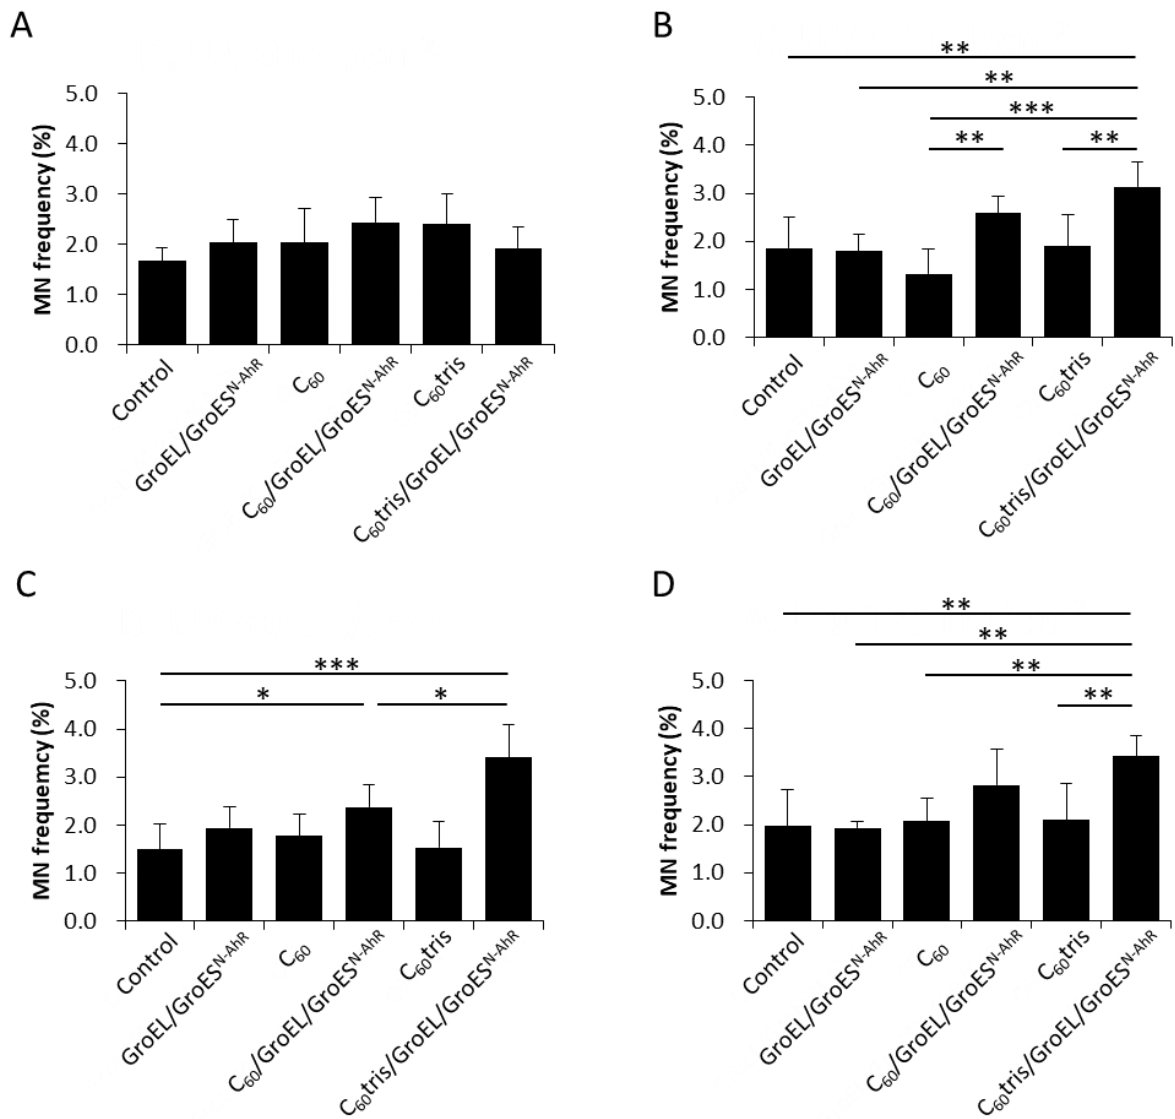 A
MN frequency (%)
5.0
4.0
3.0
2.0
1.0
0.0
Control
GroEL/GroES^N-AhR
C₆₀
C₆₀/GroEL/GroES^N-AhR
C₆₀tris
C₆₀tris/GroEL/GroES^N-AhR
B
**
**
***
** **
MN frequency (%)
5.0
4.0
3.0
2.0
1.0
0.0
Control
GroEL/GroES^N-AhR
C₆₀
C₆₀/GroEL/GroES^N-AhR
C₆₀tris
C₆₀tris/GroEL/GroES^N-AhR
C
***
* *
MN frequemcy (%)
5.0
4.0
3.0
2.0
1.0
0.0
Control
GroEL/GroES^N-AhR
C₆₀
C₆₀/GroEL/GroES^N-AhR
C₆₀tris
C₆₀tris/GroEL/GroES^N-AhR
D
**
**
**
**
MN frequency (%)
5.0
4.0
3.0
2.0
1.0
0.0
Control
GroEL/GroES^N-AhR
C₆₀
C₆₀/GroEL/GroES^N-AhR
C₆₀tris
C₆₀tris/GroEL/GroES^N-AhR